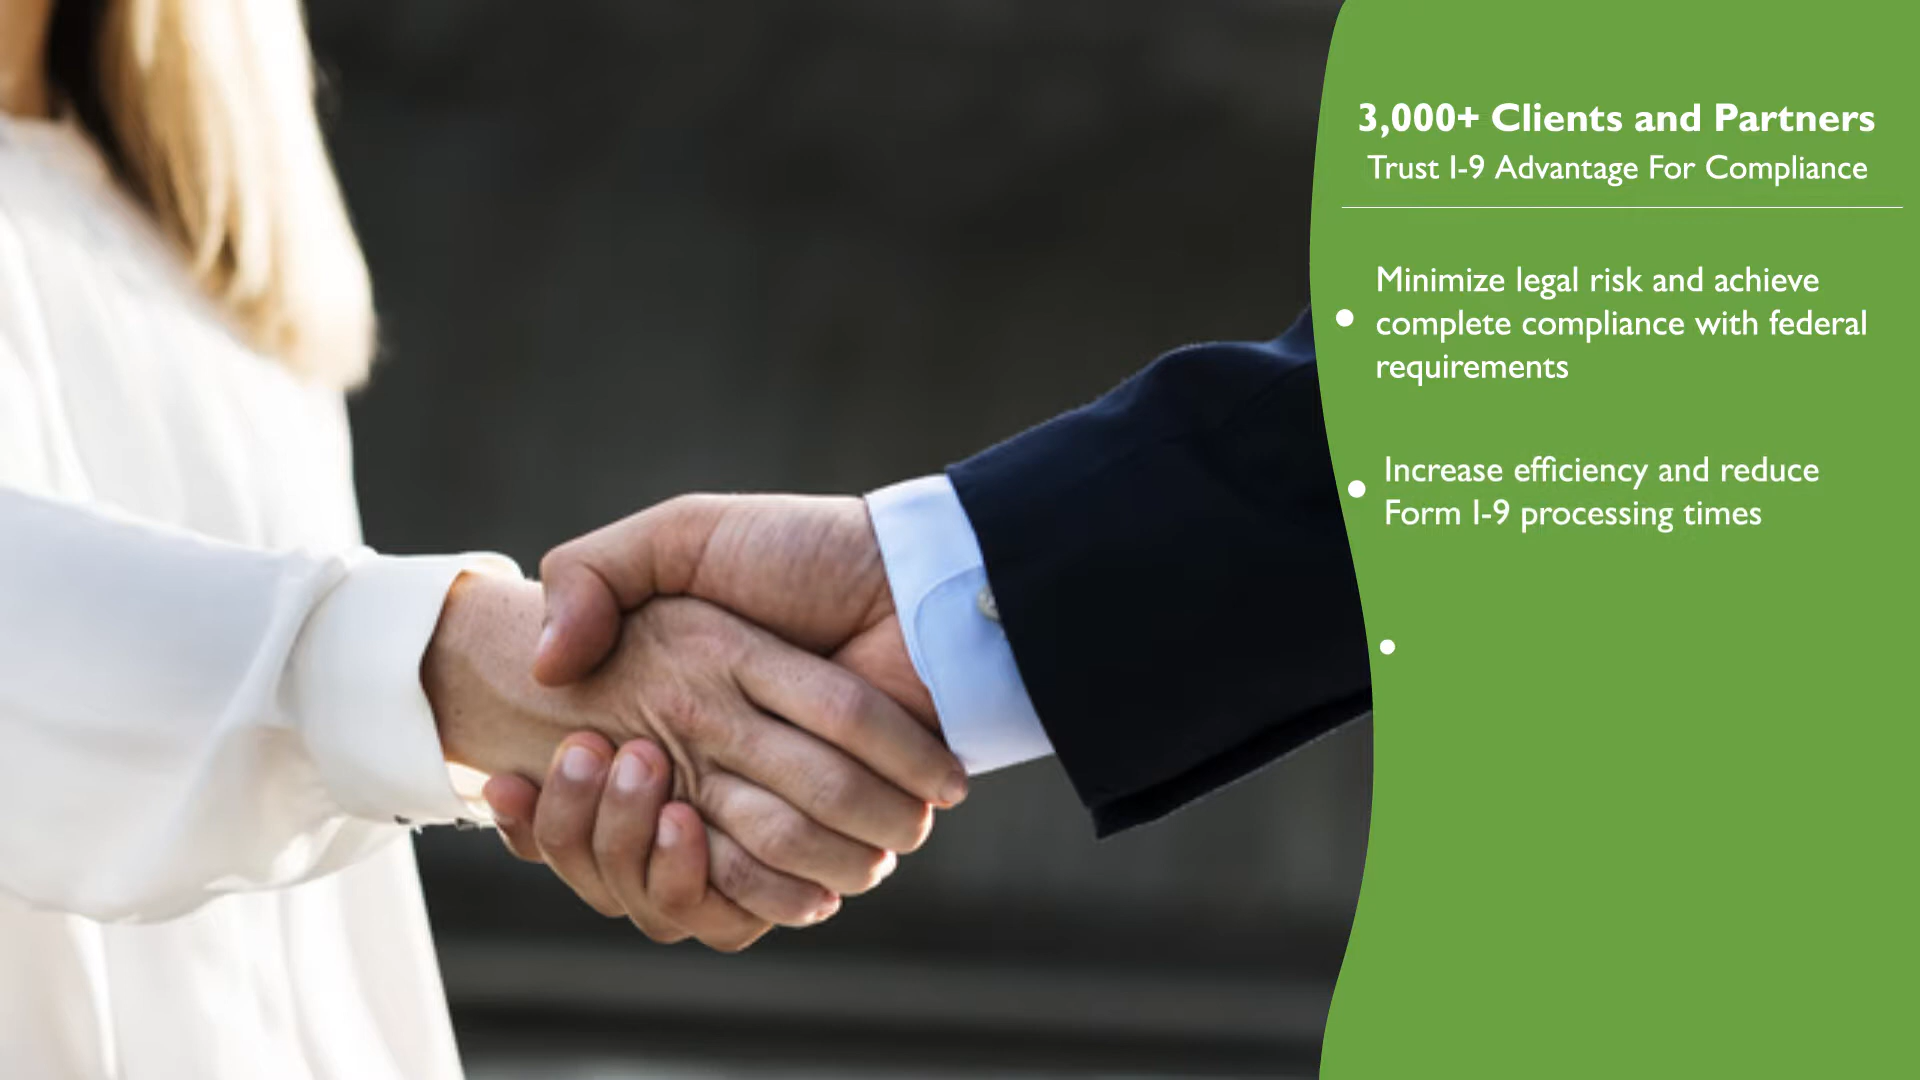 3,000+ Clients and Partners
Trust I-9 Advantage For Compliance
Minimize legal risk and achieve
complete compliance with federal
requirements
Increase efficiency and reduce
Form I-9 processing times